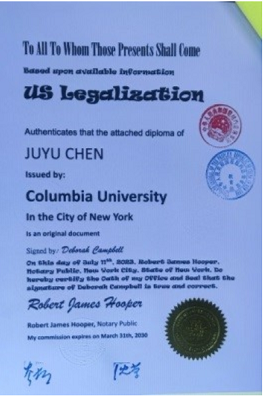 To All To Whom Those Presents Shall Come
Based upon available information
US Legalization
Authenticates that the attached diploma of
JUYU CHEN
Issued by:
Columbia University
In the City of New York
Is an original document
Signed by: Deborah Campbell
On this day of July 11th, 2023, Robert James Hooper,
Notary Public, New York City, State of New York, Do
hereby certify the Oath of my Office and Seal that the
signature of Deborah Campbell is true and correct.
Robert James Hooper
Robert James Hooper, Notary Public
My commission expires on March 31th, 2030